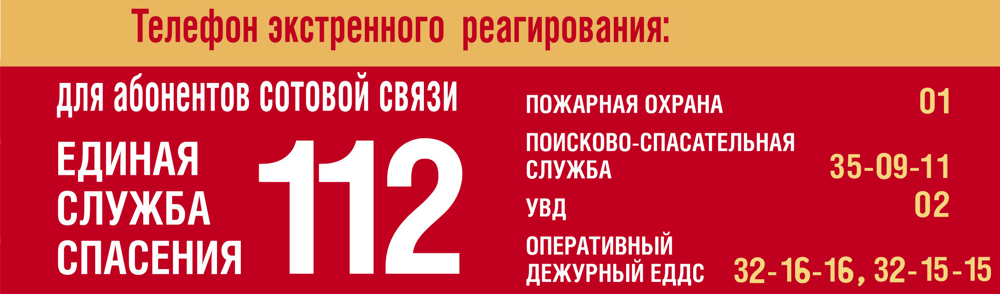 Телефон экстренного реагирования:
для абонентов СОТОВОЙ СВЯЗИ
ЕДИНАЯ
СЛУЖБА
СПАСЕНИЯ
112
ПОЖАРНАЯ ОХРАНА 01
ПОИСКОВО-СПАСАТЕЛЬНАЯ
СЛУЖБА 35-09-11
УВД 02
ОПЕРАТИВНЫЙ
ДЕЖУРНЫЙ ЕДДС 32-16-16, 32-15-15